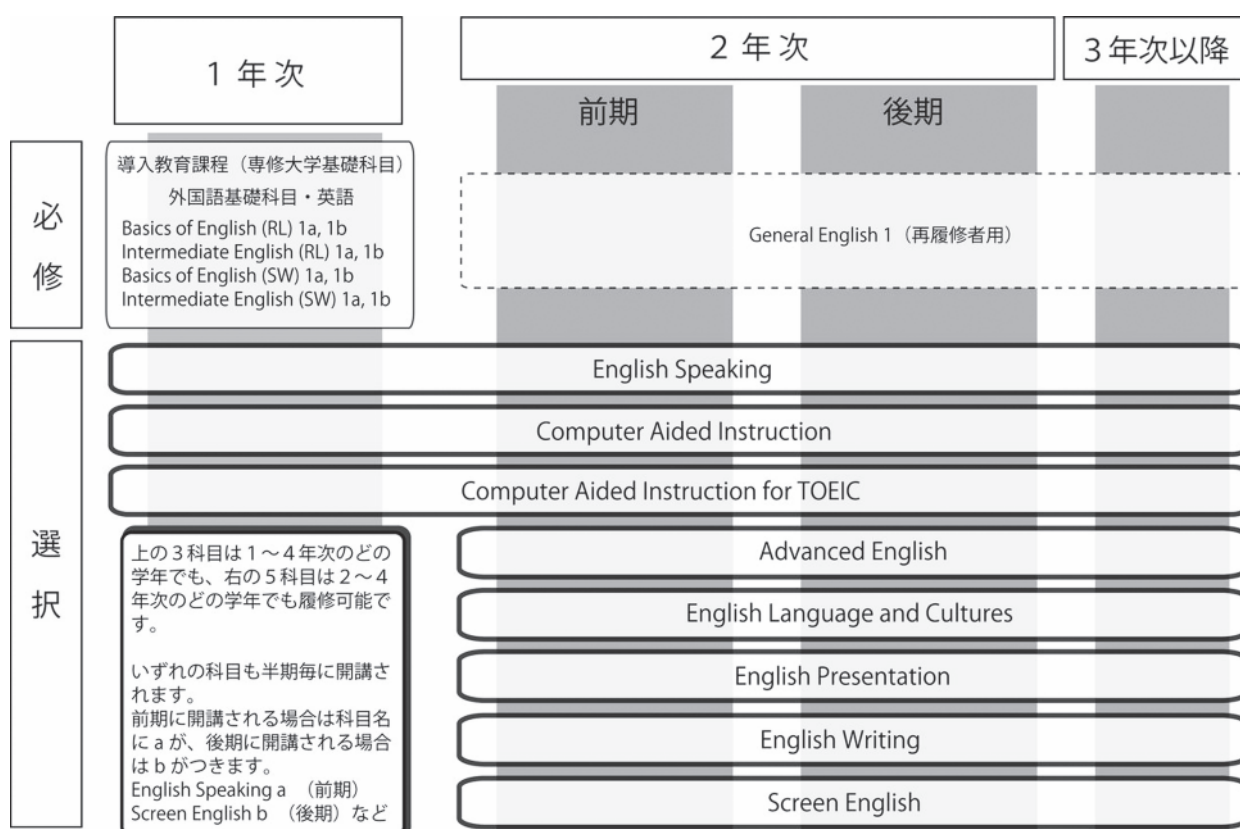 1年次
2年次
3年次以降
前期
後期
必修
導入教育課程（専修大学基礎科目）
外国語基礎科目・英語
Basics of English (RL) 1a, 1b
Intermediate English (RL) 1a, 1b
Basics of English (SW) 1a, 1b
Intermediate English (SW) 1a, 1b
General English 1（再履修者用）
選択
English Speaking
Computer Aided Instruction
Computer Aided Instruction for TOEIC
上の3科目は1～4年次のどの
学年でも、右の5科目は2～4
年次のどの学年でも履修可能で
す。
いずれの科目も半期毎に開講さ
れます。
前期に開講される場合は科目名
に a が、後期に開講される場合
は b がつきます。
English Speaking a （前期）
Screen English b （後期）など
Advanced English
English Language and Cultures
English Presentation
English Writing
Screen English